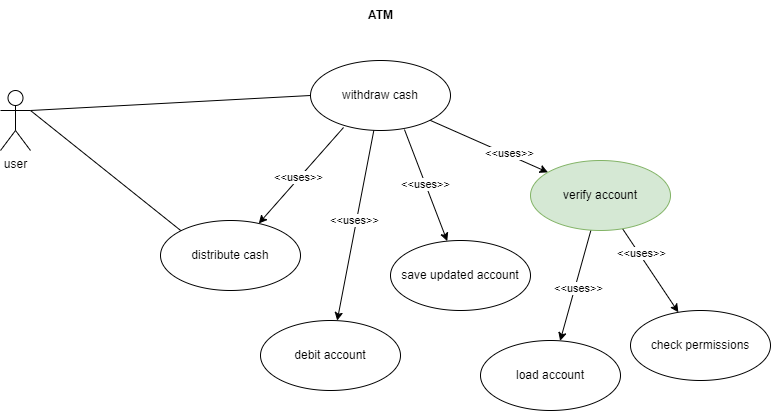 ATM
withdraw cash
user
<<uses>>
<<uses>>
<<uses>>
<<uses>>
verify account
distribute cash
save updated account
<<uses>>
<<uses>>
debit account
load account
check permissions